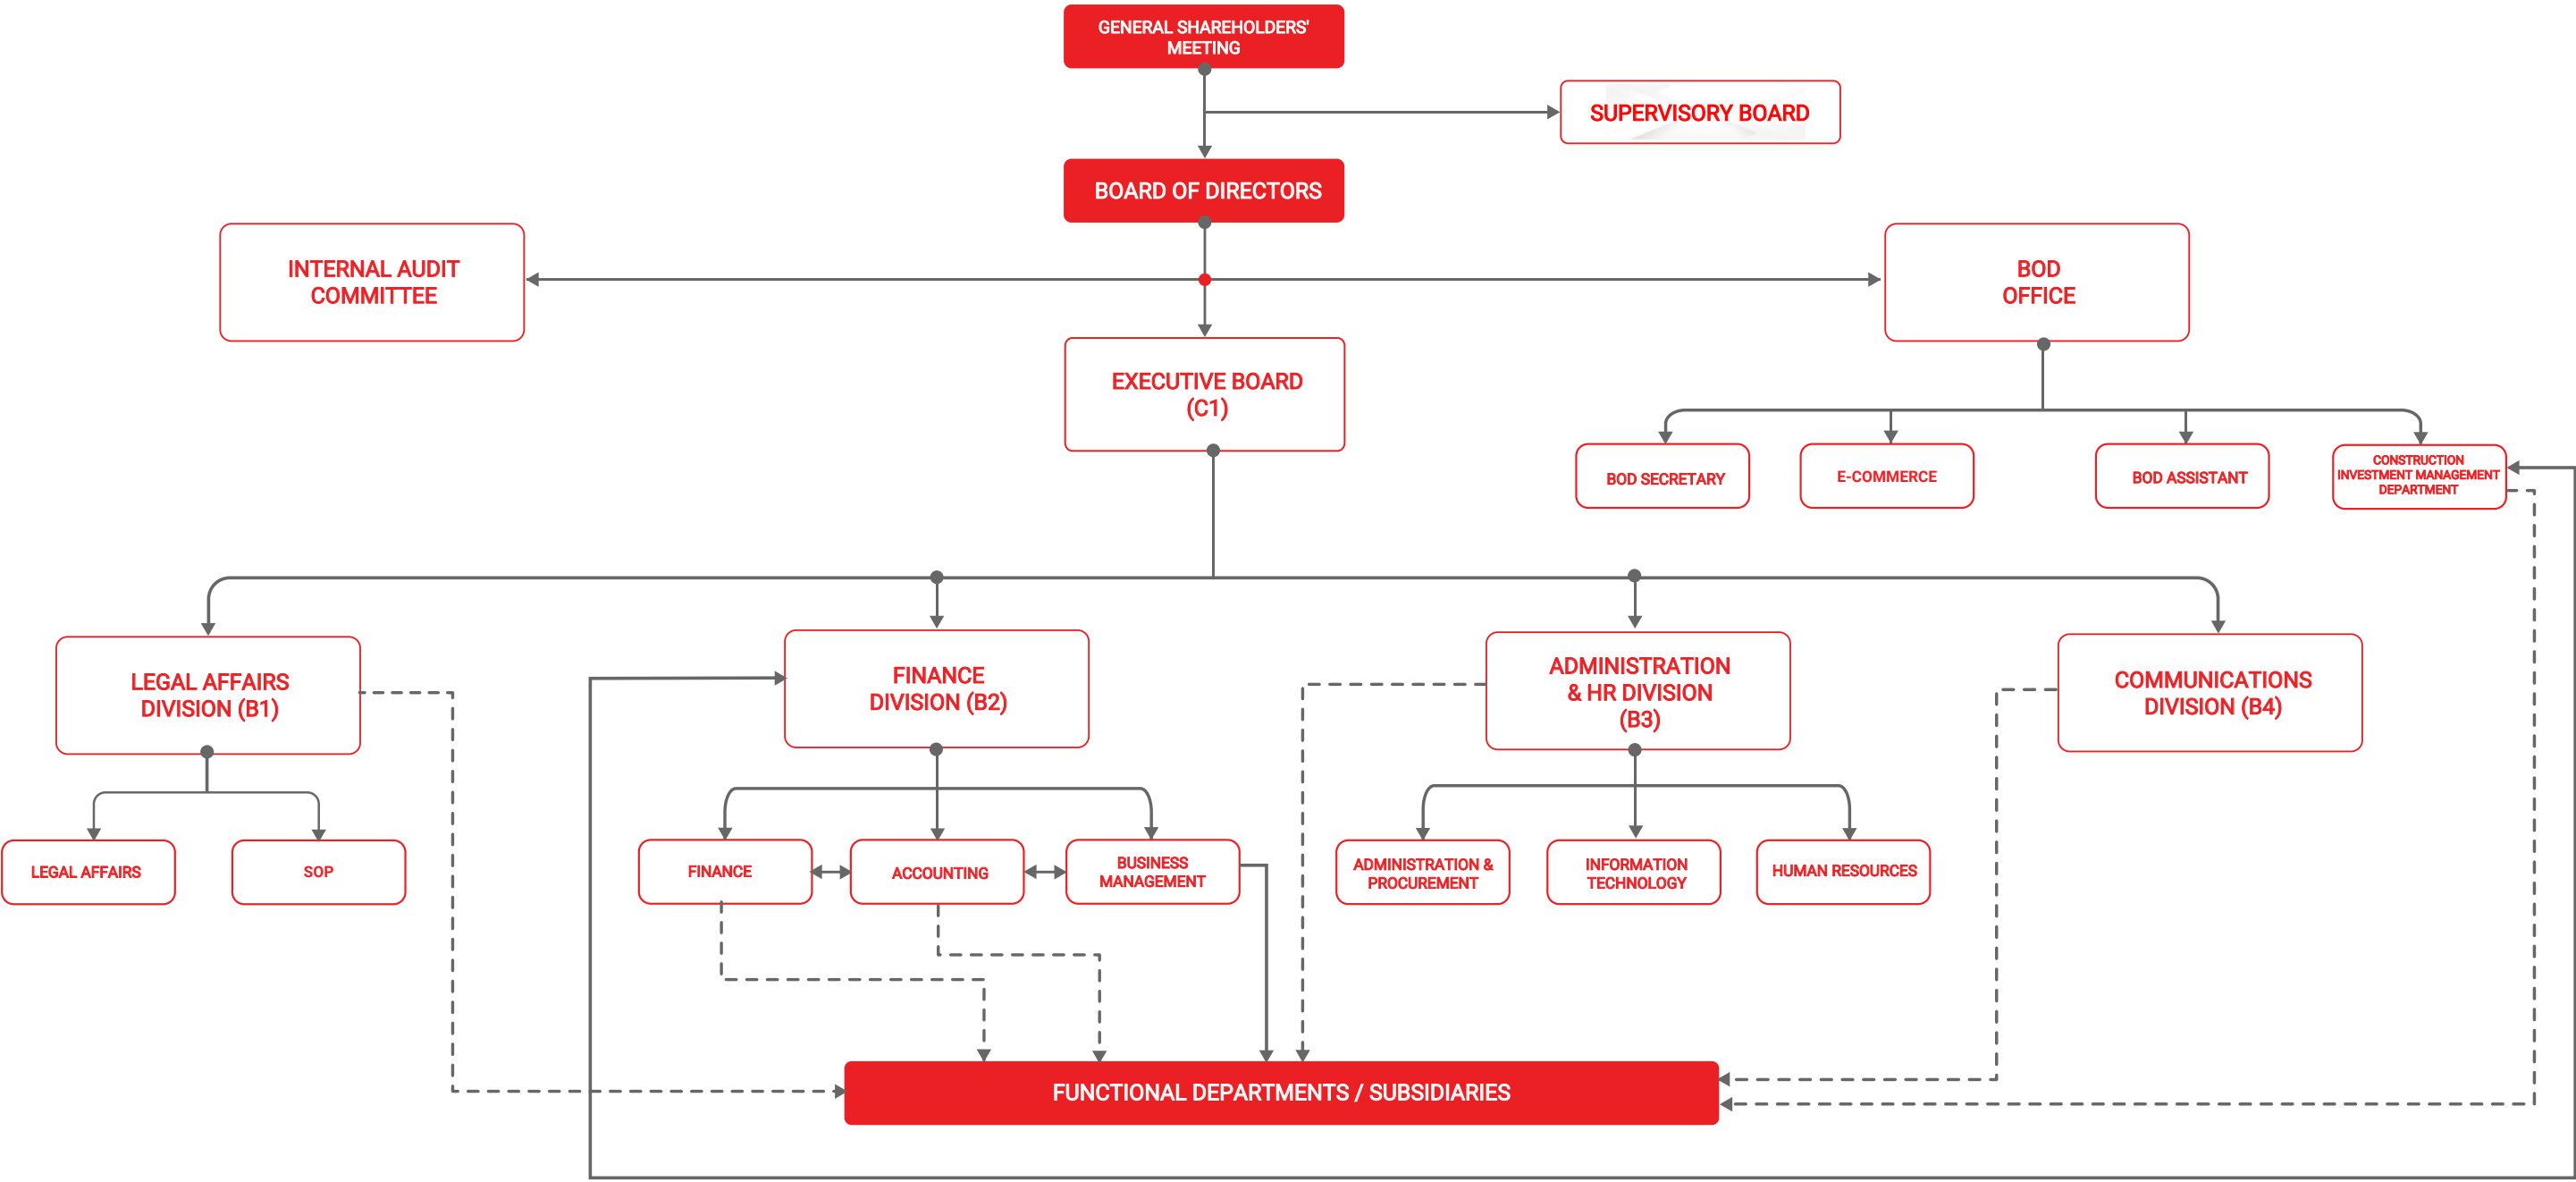 GENERAL SHAREHOLDERS'
MEETING
SUPERVISORY BOARD
BOARD OF DIRECTORS
INTERNAL AUDIT
COMMITTEE
BOD
OFFICE
EXECUTIVE BOARD
(C1)
BOD SECRETARY
E-COMMERCE
BOD ASSISTANT
CONSTRUCTION
INVESTMENT MANAGEMENT
DEPARTMENT
LEGAL AFFAIRS
DIVISION (B1)
FINANCE
DIVISION (B2)
ADMINISTRATION
& HR DIVISION
(B3)
COMMUNICATIONS
DIVISION (B4)
LEGAL AFFAIRS
SOP
FINANCE
ACCOUNTING
BUSINESS
MANAGEMENT
ADMINISTRATION &
PROCUREMENT
INFORMATION
TECHNOLOGY
HUMAN RESOURCES
FUNCTIONAL DEPARTMENTS / SUBSIDIARIES